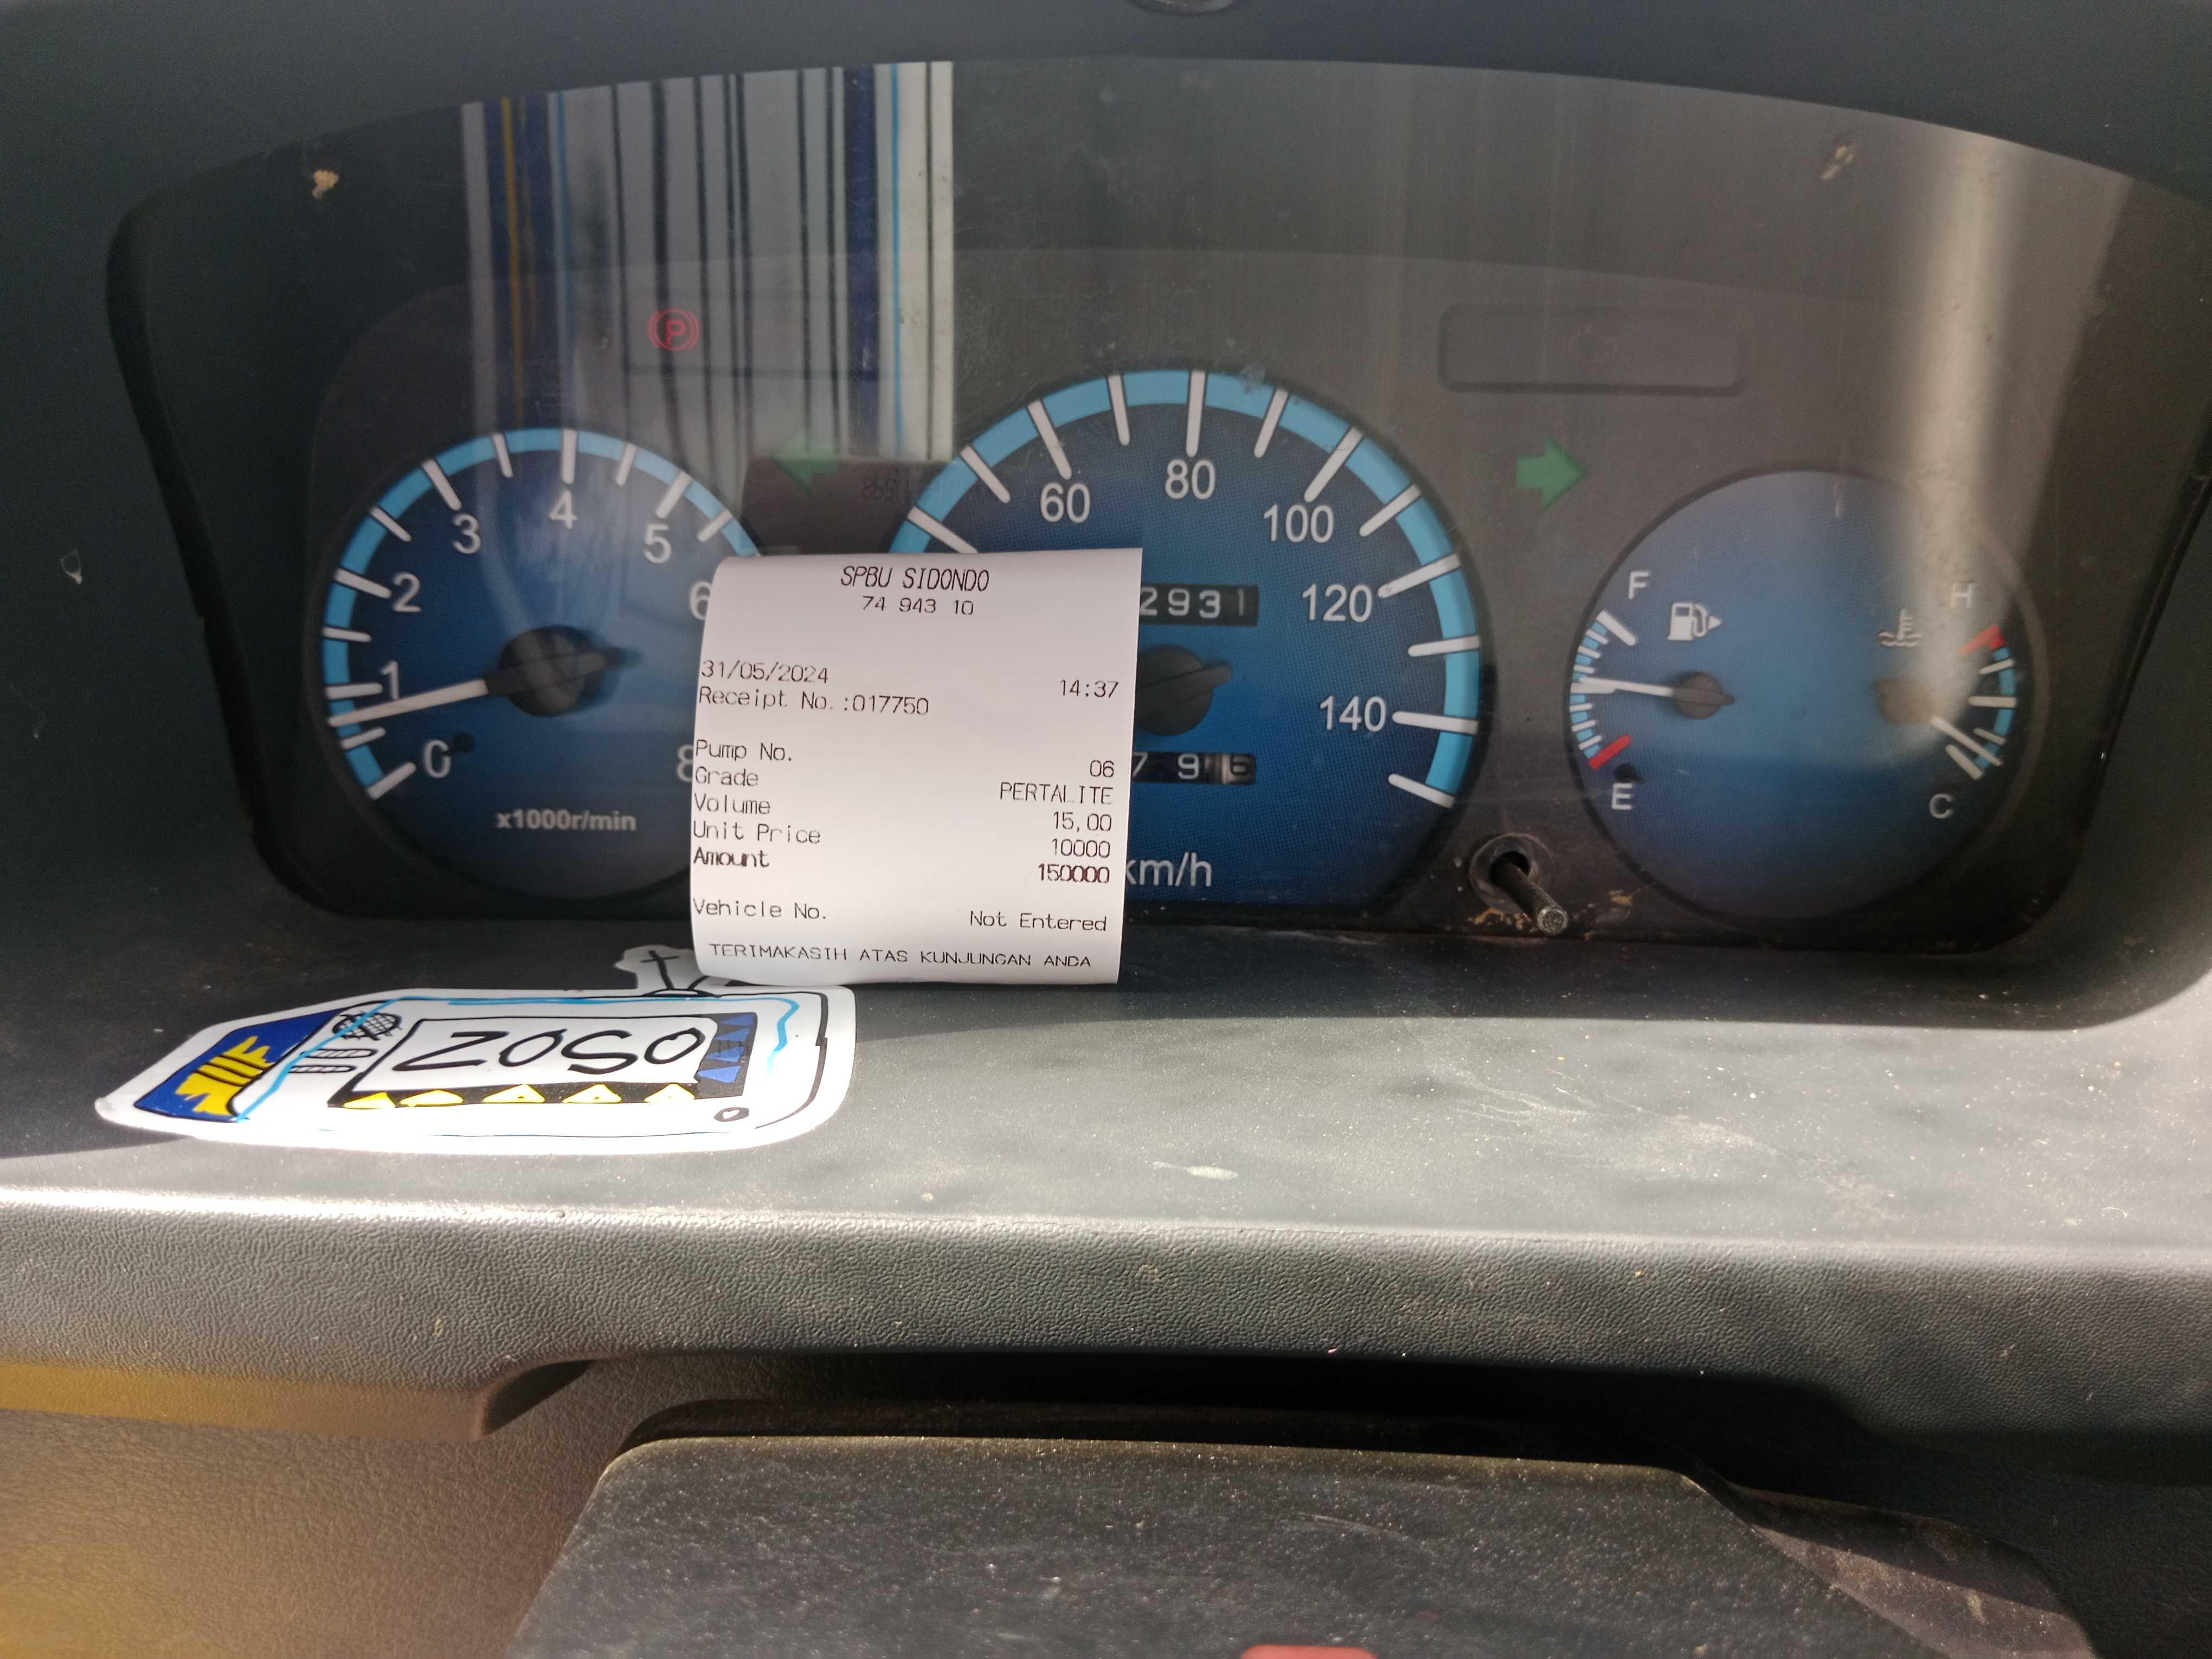 3 4 5
2 6
1
0 8
x1000r/min
60 80 100
120
140
km/h
2931
F H
E C
SPBU SIDONDO
74 943 10
31/05/2024 14:37
Receipt No.:017750
Pump No. 06
Grade PERTALITE
Volume 15,00
Unit Price 10000
Amount 150000
Vehicle No. Not Entered
TERIMAKASIH ATAS KUNJUNGAN ANDA
ZOSO